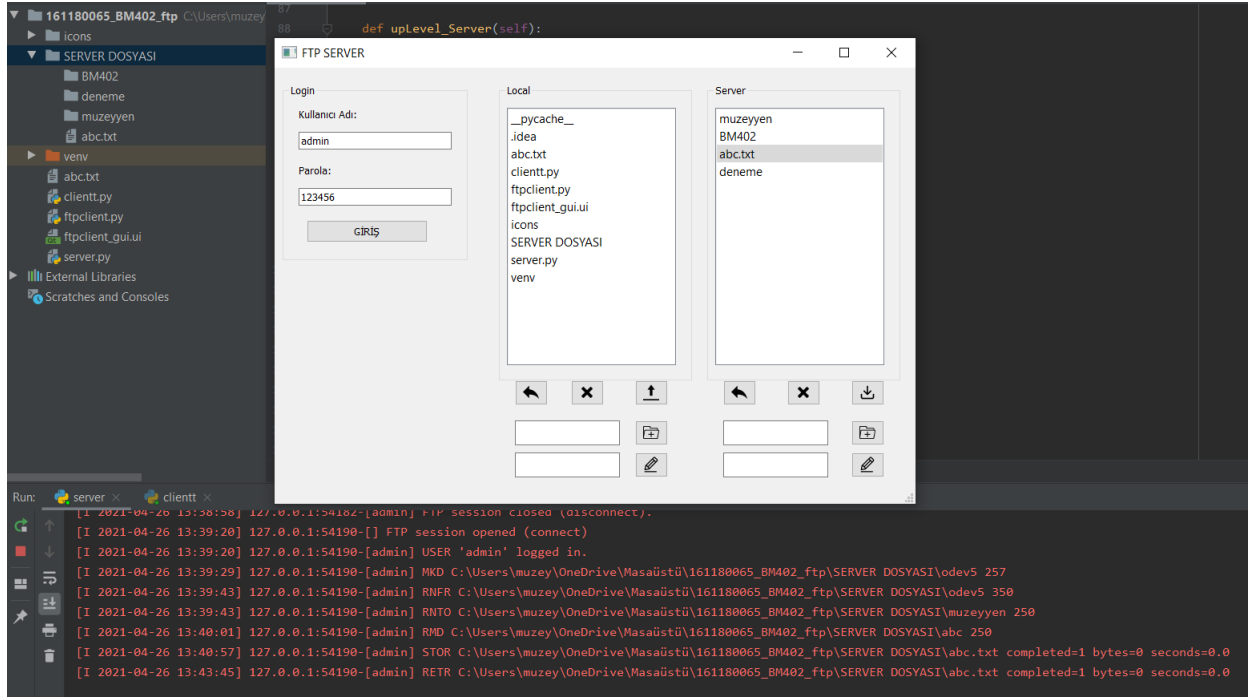 161180065_BM402_ftp C:\Users\muzey
icons
SERVER DOSYASI
BM402
deneme
muzeyyen
abc.txt
venv
abc.txt
clientt.py
ftpclient.py
ftpclient_gui.ui
server.py
External Libraries
Scratches and Consoles
87
88 def upLevel_Server(self):
FTP SERVER
Login
Kullanıcı Adı:
admin
Parola:
123456
GİRİŞ
Local
__pycache__
.idea
abc.txt
clientt.py
ftpclient.py
ftpclient_gui.ui
icons
SERVER DOSYASI
server.py
venv
Server
muzeyyen
BM402
abc.txt
deneme
Run: server clientt
[I 2021-04-26 13:38:58] 127.0.0.1:54182-[admin] FTP session closed (disconnect).
[I 2021-04-26 13:39:20] 127.0.0.1:54190-[] FTP session opened (connect)
[I 2021-04-26 13:39:20] 127.0.0.1:54190-[admin] USER 'admin' logged in.
[I 2021-04-26 13:39:29] 127.0.0.1:54190-[admin] MKD C:\Users\muzey\OneDrive\Masaüstü\161180065_BM402_ftp\SERVER DOSYASI\odev5 257
[I 2021-04-26 13:39:43] 127.0.0.1:54190-[admin] RNFR C:\Users\muzey\OneDrive\Masaüstü\161180065_BM402_ftp\SERVER DOSYASI\odev5 350
[I 2021-04-26 13:39:43] 127.0.0.1:54190-[admin] RNTO C:\Users\muzey\OneDrive\Masaüstü\161180065_BM402_ftp\SERVER DOSYASI\muzeyyen 250
[I 2021-04-26 13:40:01] 127.0.0.1:54190-[admin] RMD C:\Users\muzey\OneDrive\Masaüstü\161180065_BM402_ftp\SERVER DOSYASI\abc 250
[I 2021-04-26 13:40:57] 127.0.0.1:54190-[admin] STOR C:\Users\muzey\OneDrive\Masaüstü\161180065_BM402_ftp\SERVER DOSYASI\abc.txt completed=1 bytes=0 seconds=0.0
[I 2021-04-26 13:43:45] 127.0.0.1:54190-[admin] RETR C:\Users\muzey\OneDrive\Masaüstü\161180065_BM402_ftp\SERVER DOSYASI\abc.txt completed=1 bytes=0 seconds=0.0